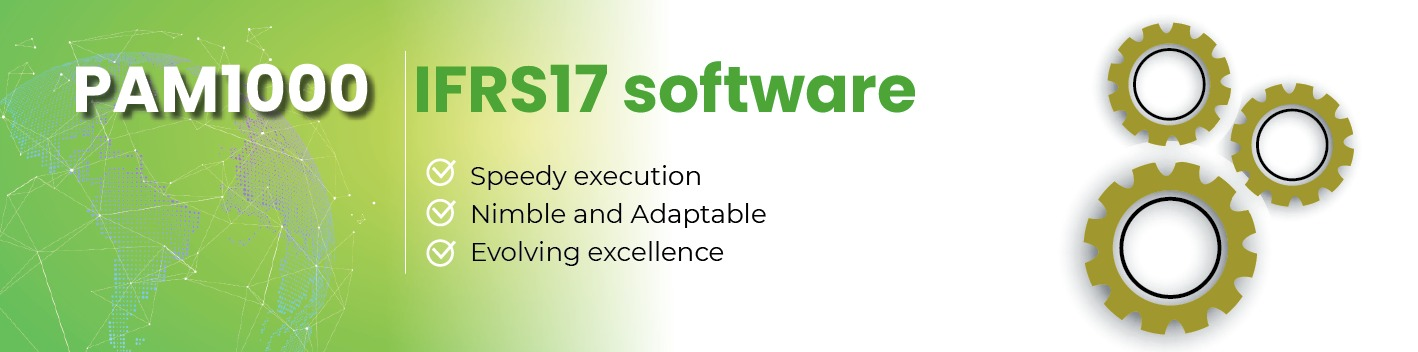 PAM1000
IFRS17 software
Speedy execution
Nimble and Adaptable
Evolving excellence